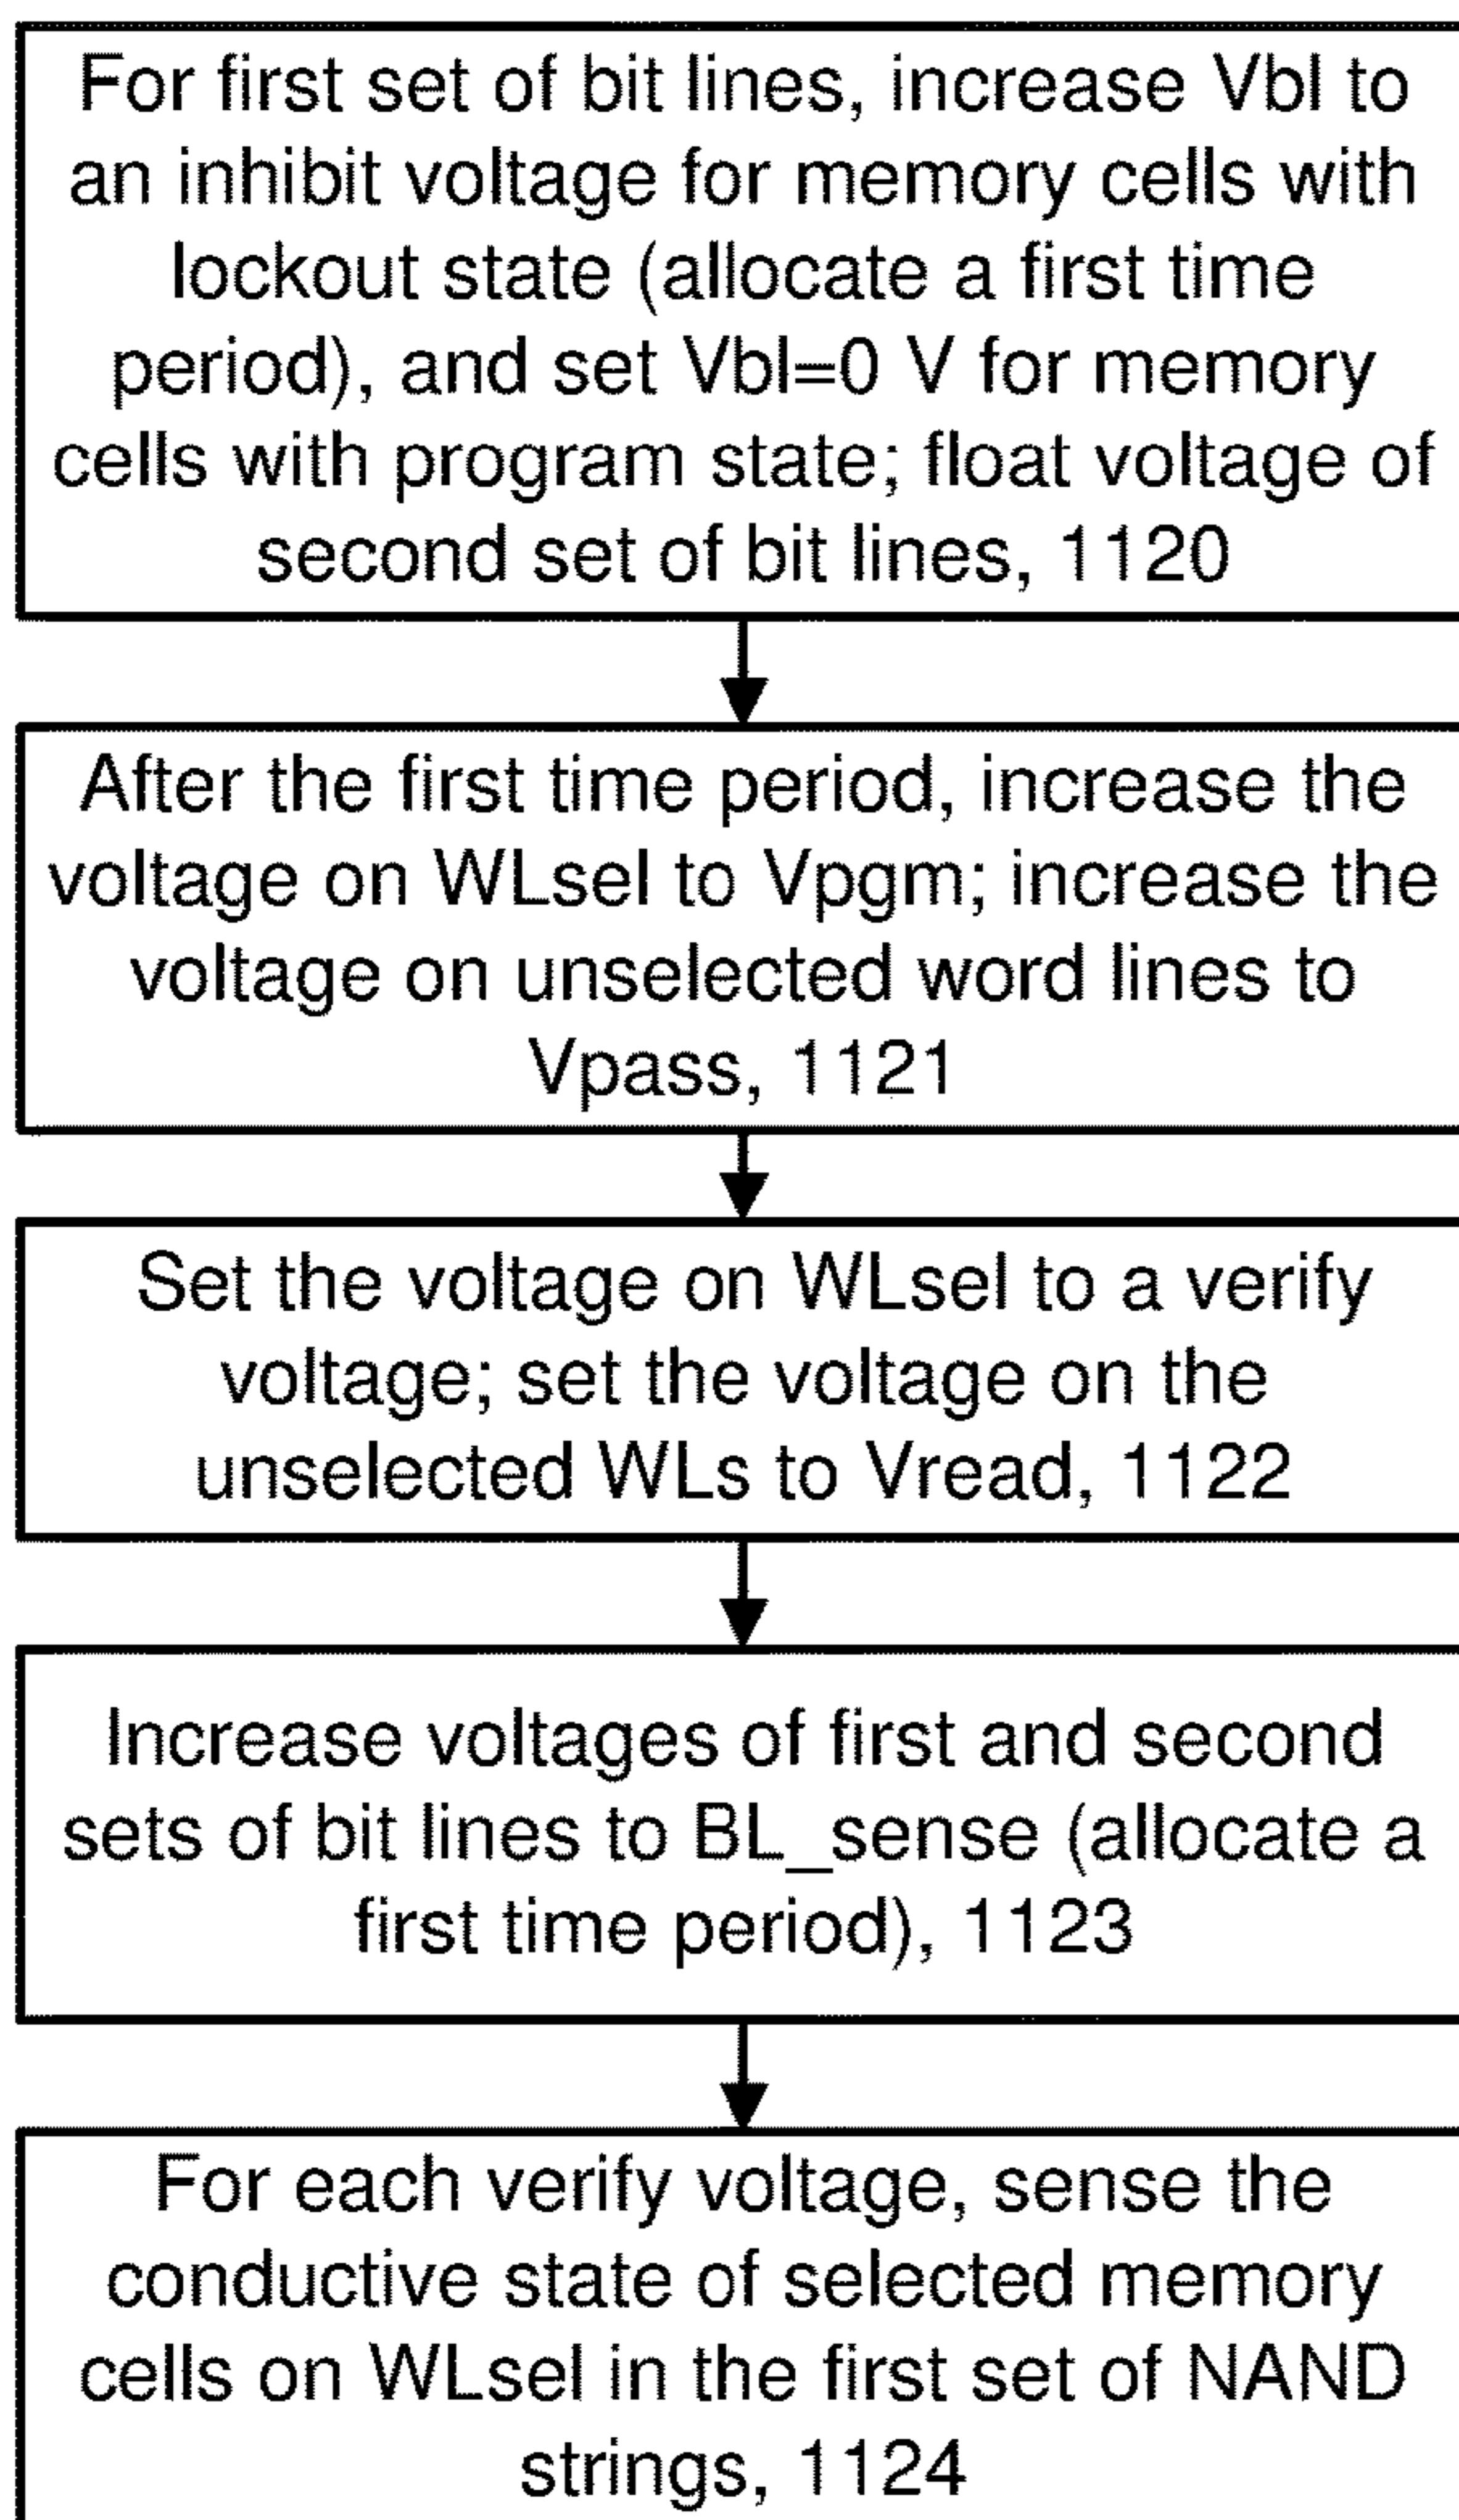 For first set of bit lines, increase Vbl to
an inhibit voltage for memory cells with
lockout state (allocate a first time
period), and set Vbl=0 V for memory
cells with program state; float voltage of
second set of bit lines, 1120
After the first time period, increase the
voltage on WLsel to Vpgm; increase the
voltage on unselected word lines to
Vpass, 1121
Set the voltage on WLsel to a verify
voltage; set the voltage on the
unselected WLs to Vread, 1122
Increase voltages of first and second
sets of bit lines to BL_sense (allocate a
first time period), 1123
For each verify voltage, sense the
conductive state of selected memory
cells on WLsel in the first set of NAND
strings, 1124